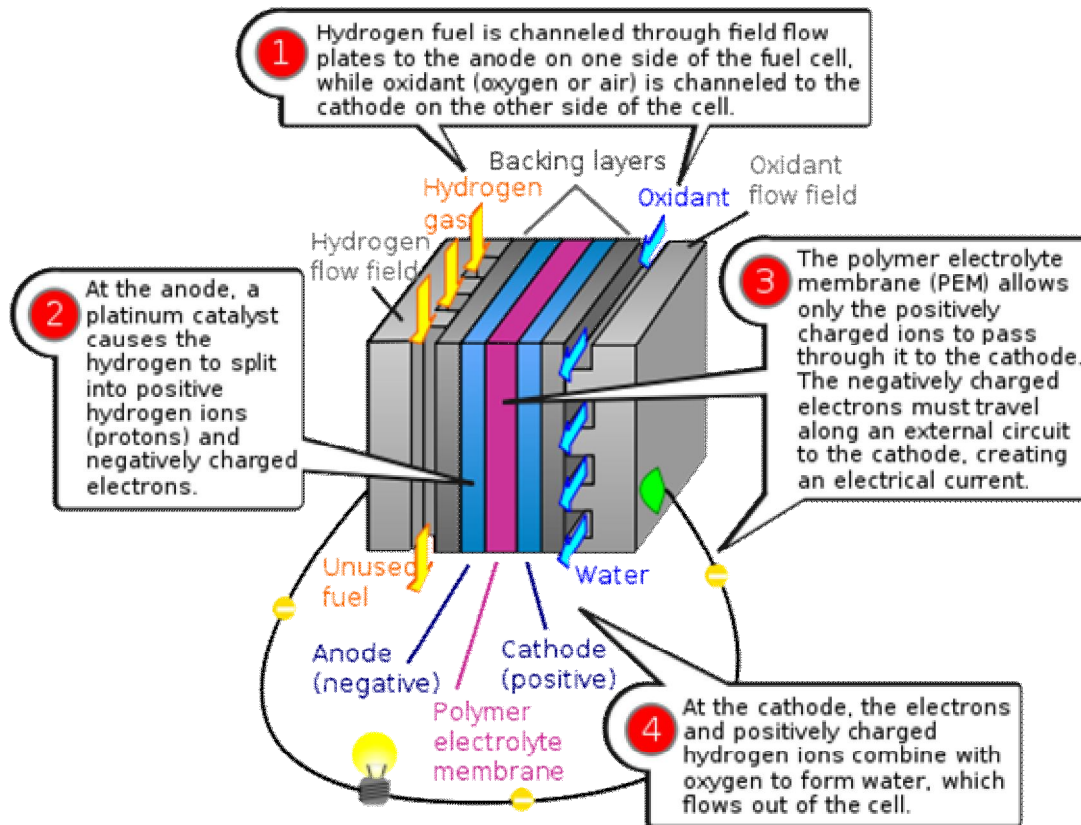 1
Hydrogen fuel is channeled through field flow
plates to the anode on one side of the fuel cell,
while oxidant (oxygen or air) is channeled to the
cathode on the other side of the cell.
Backing layers
Oxidant
flow field
Hydrogen
gas
Oxidant
Hydrogen
flow field
2
At the anode, a
platinum catalyst
causes the
hydrogen to split
into positive
hydrogen ions
(protons) and
negatively charged
electrons.
3
The polymer electrolyte
membrane (PEM) allows
only the positively
charged ions to pass
through it to the cathode.
The negatively charged
electrons must travel
along an external circuit
to the cathode, creating
an electrical current.
Unused
fuel
Water
Anode
(negative)
Cathode
(positive)
Polymer
electrolyte
membrane
4
At the cathode, the electrons
and positively charged
hydrogen ions combine with
oxygen to form water, which
flows out of the cell.